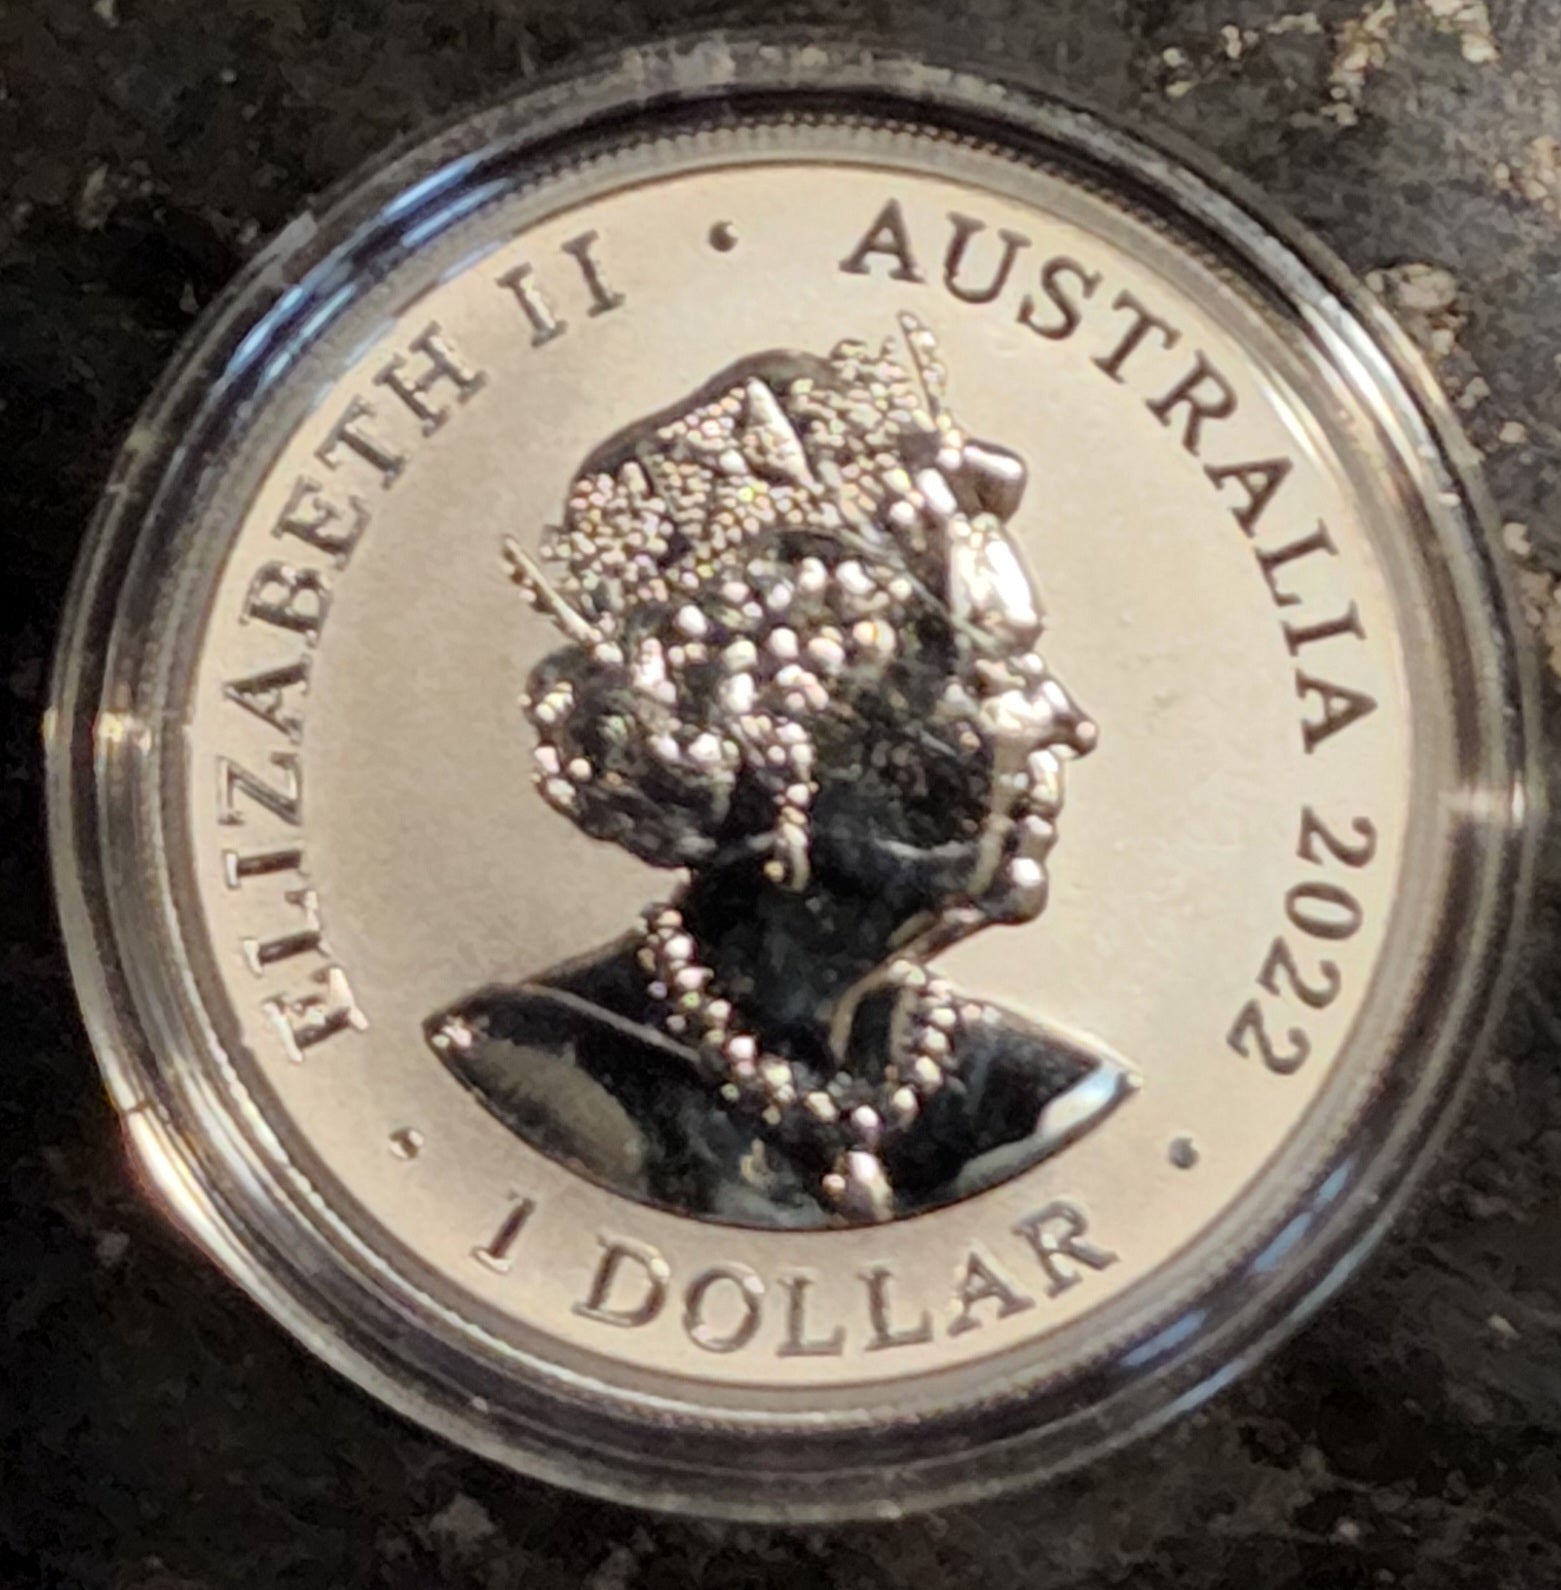 ELIZABETH II • AUSTRALIA 2022
• 1 DOLLAR •